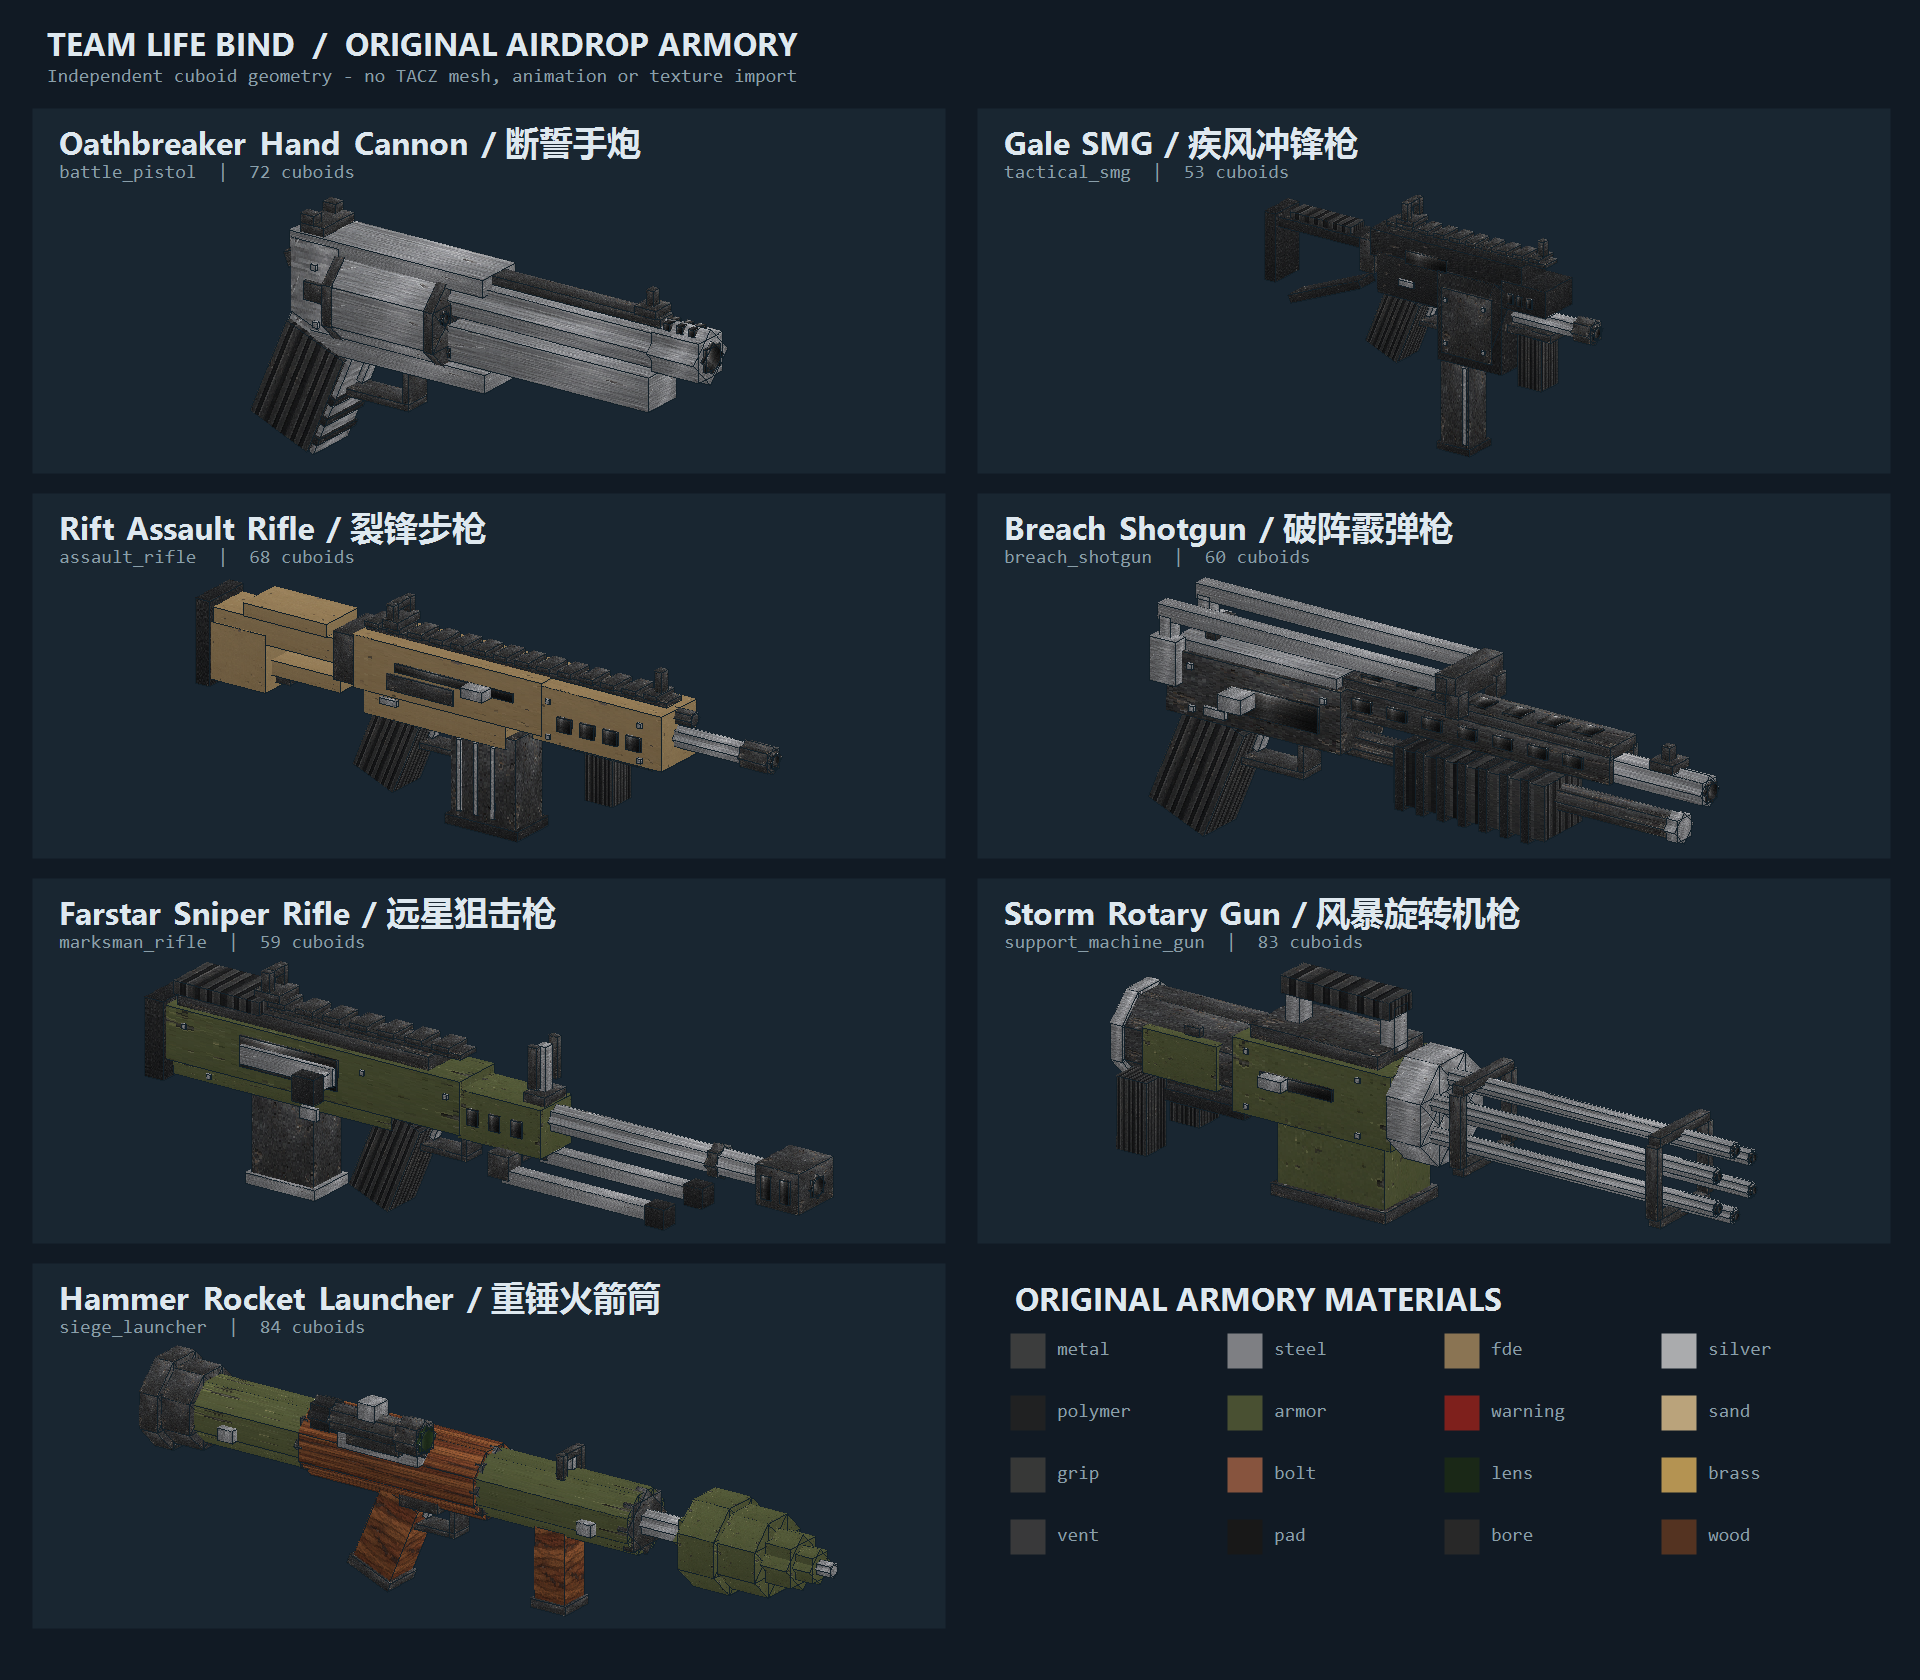 TEAM LIFE BIND / ORIGINAL AIRDROP ARMORY
Independent cuboid geometry - no TACZ mesh, animation or texture import
Oathbreaker Hand Cannon / 断誓手炮
battle_pistol | 72 cuboids
Gale SMG / 疾风冲锋枪
tactical_smg | 53 cuboids
Rift Assault Rifle / 裂锋步枪
assault_rifle | 68 cuboids
Breach Shotgun / 破阵霰弹枪
breach_shotgun | 60 cuboids
Farstar Sniper Rifle / 远星狙击枪
marksman_rifle | 59 cuboids
Storm Rotary Gun / 风暴旋转机枪
support_machine_gun | 83 cuboids
Hammer Rocket Launcher / 重锤火箭筒
siege_launcher | 84 cuboids
ORIGINAL ARMORY MATERIALS
metal steel fde silver
polymer armor warning sand
grip bolt lens brass
vent pad bore wood